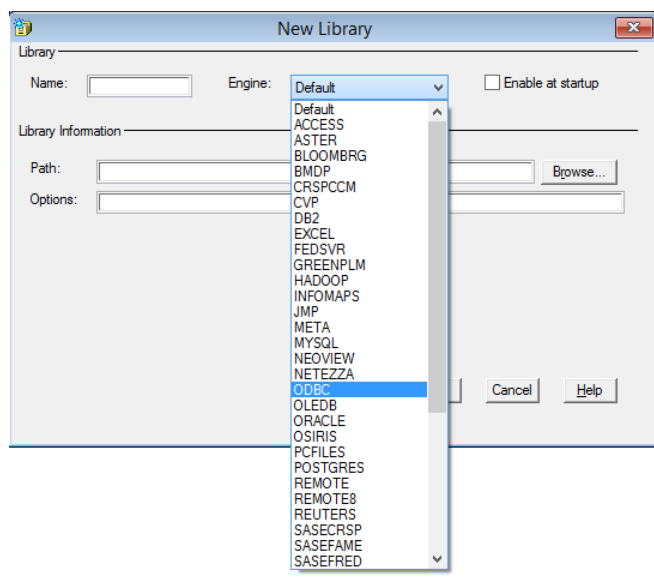 New Library
Library
Name:
Engine:
Default
Enable at startup
Default
ACCESS
ASTER
BLOOMBRG
BMDP
CRSPCCM
CVP
DB2
EXCEL
FEDSVR
GREENPLM
HADOOP
INFOMAPS
JMP
META
MYSQL
NEOVIEW
NETEZZA
ODBC
OLEDB
ORACLE
OSIRIS
PCFILES
POSTGRES
REMOTE
REMOTE8
REUTERS
SASECRSP
SASEFAME
SASEFRED
Library Information
Path:
Browse...
Options:
Cancel
Help